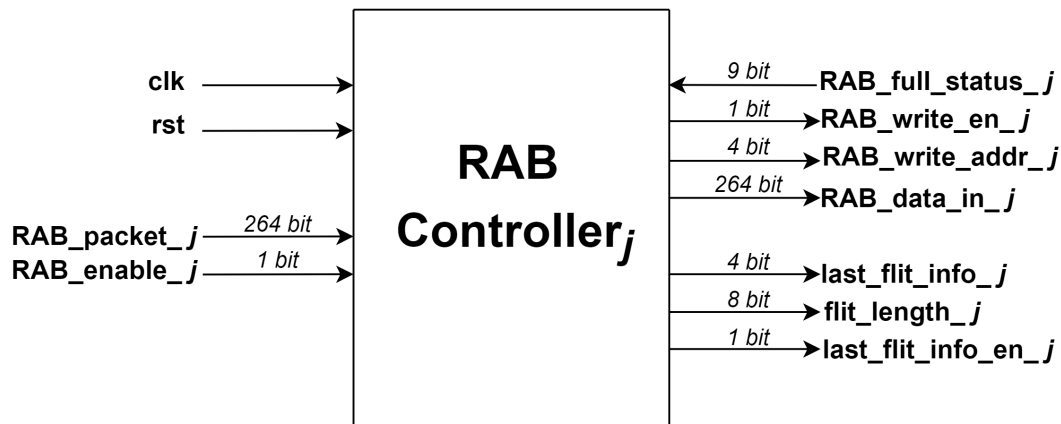 clk
rst
RAB_packet_j
264 bit
RAB_enable_j
1 bit
RAB
Controller j
9 bit
RAB_full_status_j
1 bit
RAB_write_en_j
4 bit
RAB_write_addr_j
264 bit
RAB_data_in_j
4 bit
last_flit_info_j
8 bit
flit_length_j
1 bit
last_flit_info_en_j